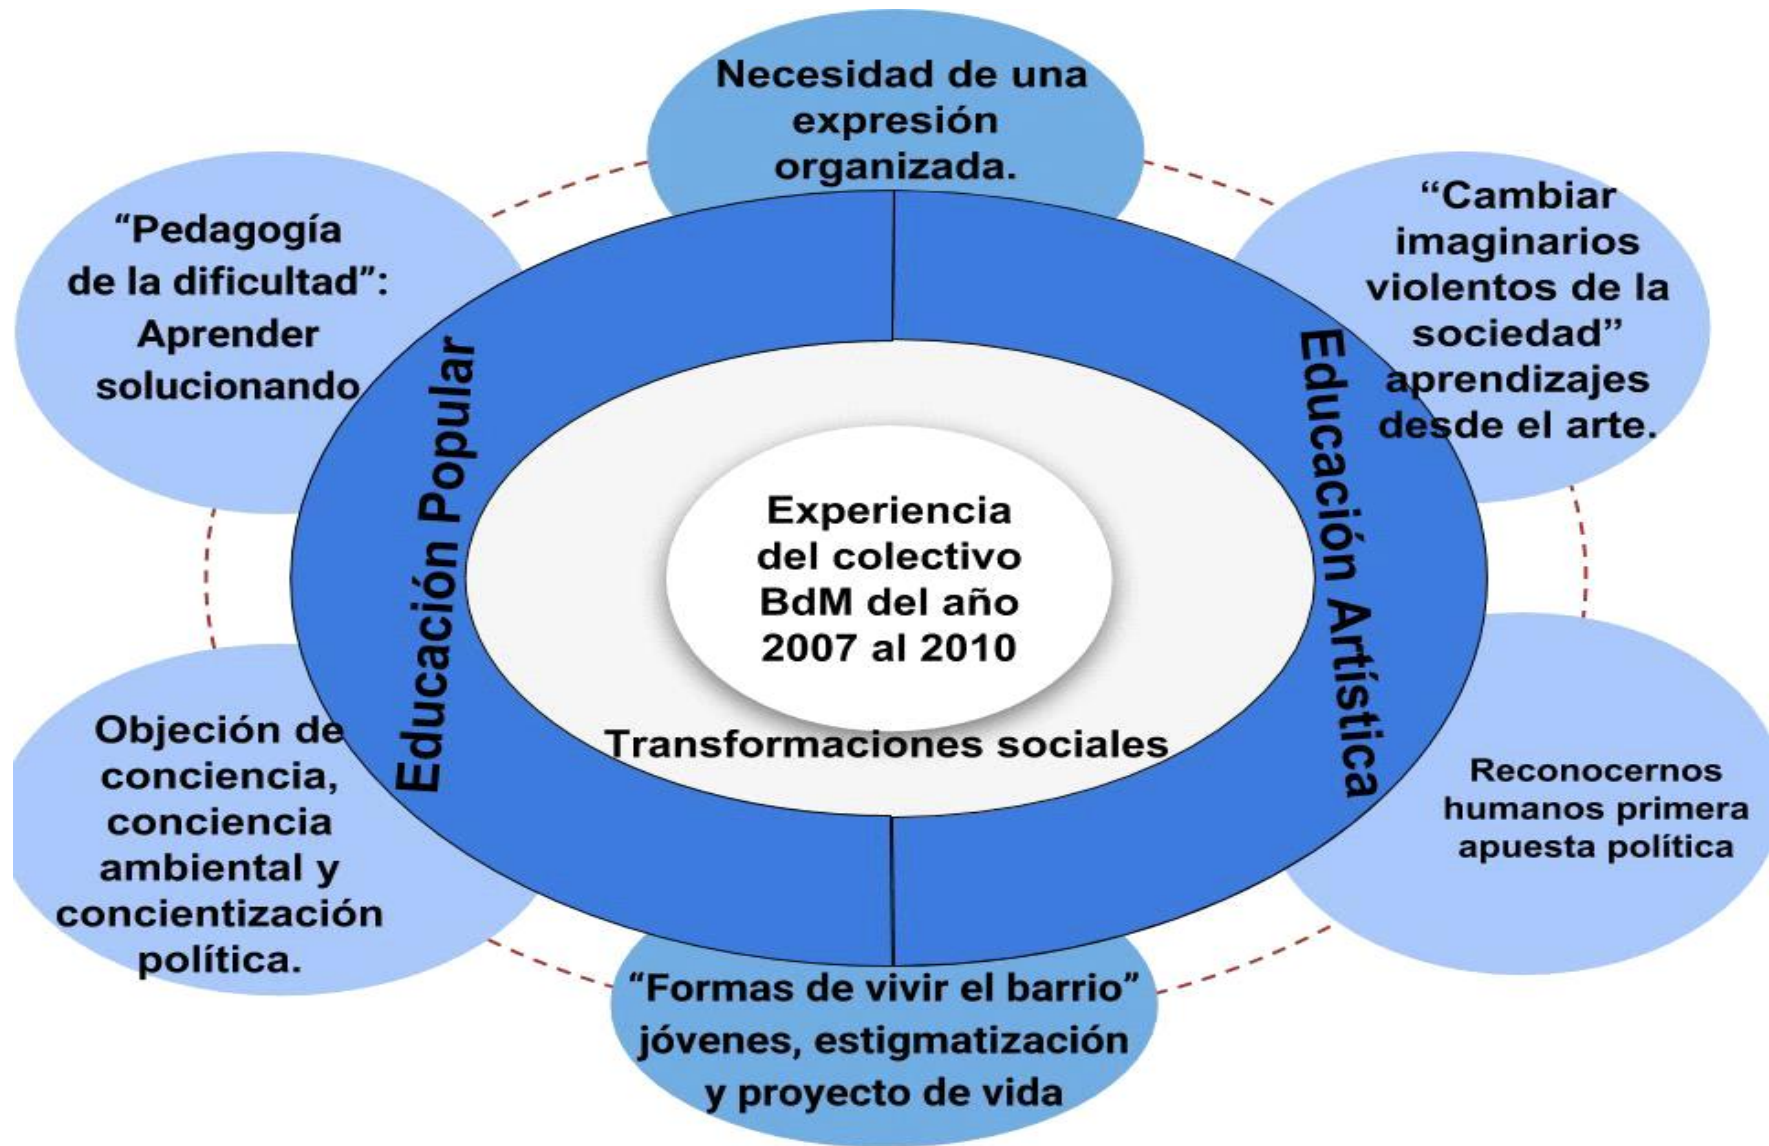 Necesidad de una
expresión
organizada.
“Pedagogía
de la dificultad”:
Aprender
solucionando
“Cambiar
imaginarios
violentos de la
sociedad”
aprendizajes
desde el arte.
Educación Popular
Educación Artística
Experiencia
del colectivo
BdM del año
2007 al 2010
Transformaciones sociales
Objeción de
conciencia,
conciencia
ambiental y
concientización
política.
Reconocernos
humanos primera
apuesta política
“Formas de vivir el barrio”
jóvenes, estigmatización
y proyecto de vida